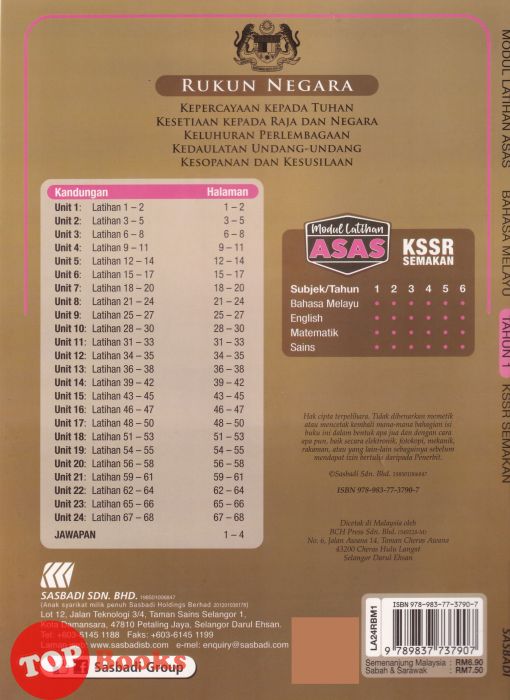 RUKUN NEGARA
KEPERCAYAAN KEPADA TUHAN
KESETIAAN KEPADA RAJA DAN NEGARA
KELUHURAN PERLEMBAGAAN
KEDAULATAN UNDANG-UNDANG
KESOPANAN DAN KESUSILAAN
Kandungan Halaman
Unit 1: Latihan 1 – 2 1 – 2
Unit 2: Latihan 3 – 5 3 – 5
Unit 3: Latihan 6 – 8 6 – 8
Unit 4: Latihan 9 – 11 9 – 11
Unit 5: Latihan 12 – 14 12 – 14
Unit 6: Latihan 15 – 17 15 – 17
Unit 7: Latihan 18 – 20 18 – 20
Unit 8: Latihan 21 – 24 21 – 24
Unit 9: Latihan 25 – 27 25 – 27
Unit 10: Latihan 28 – 30 28 – 30
Unit 11: Latihan 31 – 33 31 – 33
Unit 12: Latihan 34 – 35 34 – 35
Unit 13: Latihan 36 – 38 36 – 38
Unit 14: Latihan 39 – 42 39 – 42
Unit 15: Latihan 43 – 45 43 – 45
Unit 16: Latihan 46 – 47 46 – 47
Unit 17: Latihan 48 – 50 48 – 50
Unit 18: Latihan 51 – 53 51 – 53
Unit 19: Latihan 54 – 55 54 – 55
Unit 20: Latihan 56 – 58 56 – 58
Unit 21: Latihan 59 – 61 59 – 61
Unit 22: Latihan 62 – 64 62 – 64
Unit 23: Latihan 65 – 66 65 – 66
Unit 24: Latihan 67 – 68 67 – 68
JAWAPAN 1 – 4
Modul Latihan
ASAS
KSSR
SEMAKAN
Subjek/Tahun 1 2 3 4 5 6
Bahasa Melayu • • • • • •
English • • • • • •
Matematik • • • • • •
Sains • • • • • •
Hak cipta terpelihara. Tidak dibenarkan memetik
atau mencetak kembali mana-mana bahagian isi
buku ini dalam bentuk apa jua dan dengan cara
apa pun, baik secara elektronik, fotokopi, mekanik,
rakaman, atau yang lain-lain sebagainya sebelum
mendapat izin bertulis daripada Penerbit.
©Sasbadi Sdn. Bhd. 198501006847
ISBN 978-983-77-3790-7
Dicetak di Malaysia oleh
BCH Press Sdn. Bhd.
No. 6, Jalan Awana 14, Taman Cheras Awana
43200 Cheras Hulu Langat
Selangor Darul Ehsan
SASBADI SDN. BHD. 198501006847
(Anak syarikat milik penuh Sasbadi Holdings Berhad 201201038178)
Lot 12, Jalan Teknologi 3/4, Taman Sains Selangor 1,
Kota Damansara, 47810 Petaling Jaya, Selangor Darul Ehsan.
Tel: +603-6145 1188 Faks: +603-6145 1199
Laman web: www.sasbadisb.com e-mel: enquiry@sasbadi.com
Sasbadi Group
TOP Books
LA24RBM1
ISBN 978-983-77-3790-7
9 789837 737907
Semenanjung Malaysia : RM6.90
Sabah & Sarawak : RM7.50
MODUL LATIHAN ASAS BAHASA MELAYU TAHUN 1 KSSR SEMAKAN SASBADI